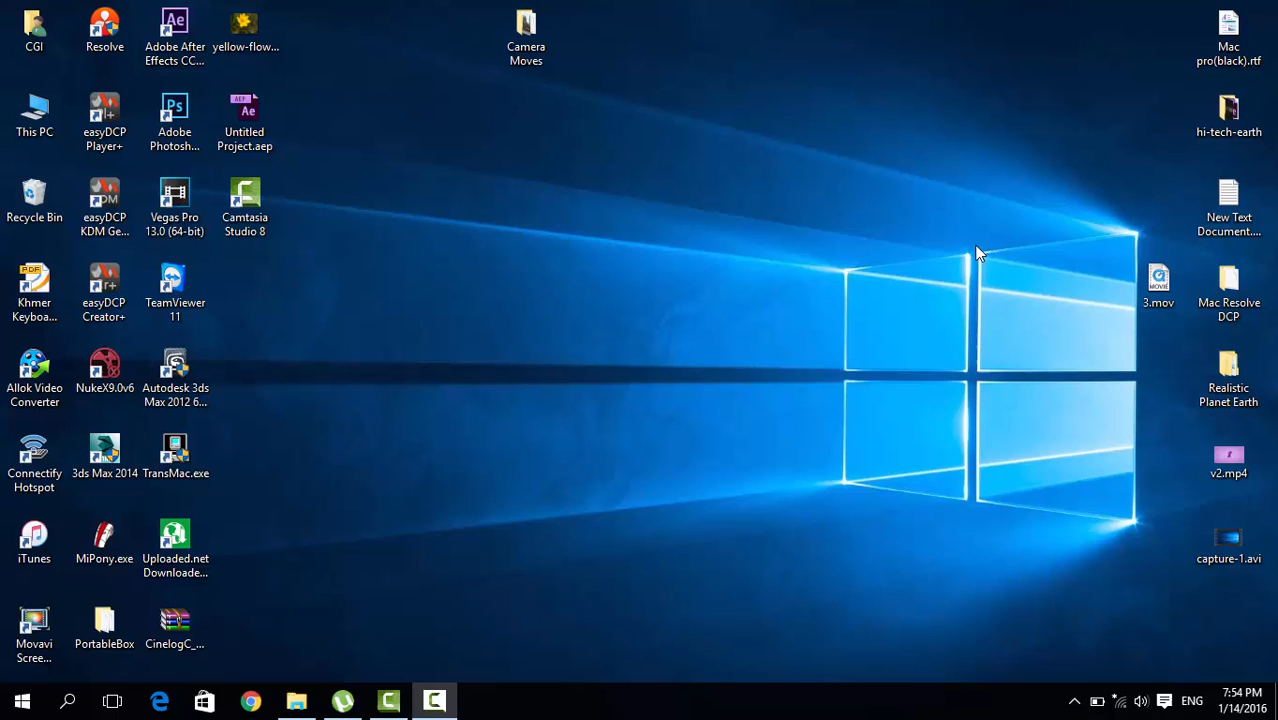 CGI
Resolve
Adobe After
Effects CC...
yellow-flow...
Camera
Moves
Mac
pro(black).rtf
This PC
easyDCP
Player+
Adobe
Photosh...
Untitled
Project.aep
hi-tech-earth
Recycle Bin
easyDCP
KDM Ge...
Vegas Pro
13.0 (64-bit)
Camtasia
Studio 8
New Text
Document....
Khmer
Keyboa...
easyDCP
Creator+
TeamViewer
11
3.mov
Mac Resolve
DCP
Allok Video
Converter
NukeX9.0v6
Autodesk 3ds
Max 2012 6...
Realistic
Planet Earth
Connectify
Hotspot
3ds Max 2014
TransMac.exe
v2.mp4
iTunes
MiPony.exe
Uploaded.net
Downloade...
capture-1.avi
Movavi
Scree...
PortableBox
CinelogC_...
ENG
7:54 PM
1/14/2016